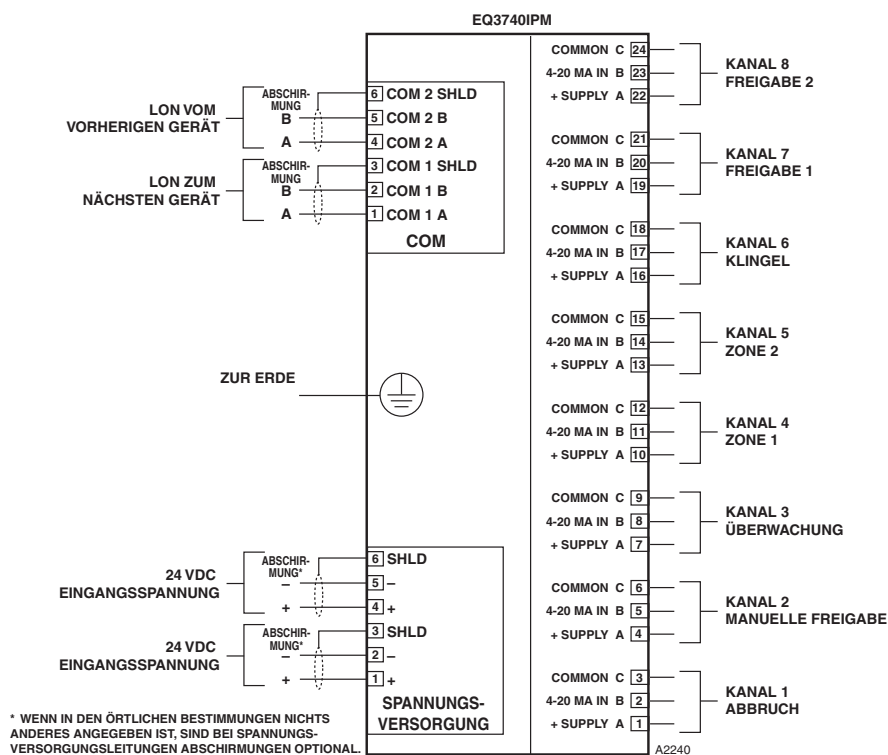 EQ3740IPM
LON VOM
VORHERIGEN GERÄT
ABSCHIR-
MUNG
B
A
6 COM 2 SHLD
5 COM 2 B
4 COM 2 A
LON ZUM
NÄCHSTEN GERÄT
ABSCHIR-
MUNG
B
A
3 COM 1 SHLD
2 COM 1 B
1 COM 1 A
COM
ZUR ERDE
24 VDC
EINGANGSSPANNUNG
ABSCHIR-
MUNG*
–
+
6 SHLD
5 –
4 +
24 VDC
EINGANGSSPANNUNG
ABSCHIR-
MUNG*
–
+
3 SHLD
2 –
1 +
SPANNUNGS-
VERSORGUNG
COMMON C 24
4-20 MA IN B 23
+ SUPPLY A 22
KANAL 8
FREIGABE 2
COMMON C 21
4-20 MA IN B 20
+ SUPPLY A 19
KANAL 7
FREIGABE 1
COMMON C 18
4-20 MA IN B 17
+ SUPPLY A 16
KANAL 6
KLINGEL
COMMON C 15
4-20 MA IN B 14
+ SUPPLY A 13
KANAL 5
ZONE 2
COMMON C 12
4-20 MA IN B 11
+ SUPPLY A 10
KANAL 4
ZONE 1
COMMON C 9
4-20 MA IN B 8
+ SUPPLY A 7
KANAL 3
ÜBERWACHUNG
COMMON C 6
4-20 MA IN B 5
+ SUPPLY A 4
KANAL 2
MANUELLE FREIGABE
COMMON C 3
4-20 MA IN B 2
+ SUPPLY A 1
KANAL 1
ABBRUCH
* WENN IN DEN ÖRTLICHEN BESTIMMUNGEN NICHTS
ANDERES ANGEGEBEN IST, SIND BEI SPANNUNGS-
VERSORGUNGSLEITUNGEN ABSCHIRMUNGEN OPTIONAL.
A2240